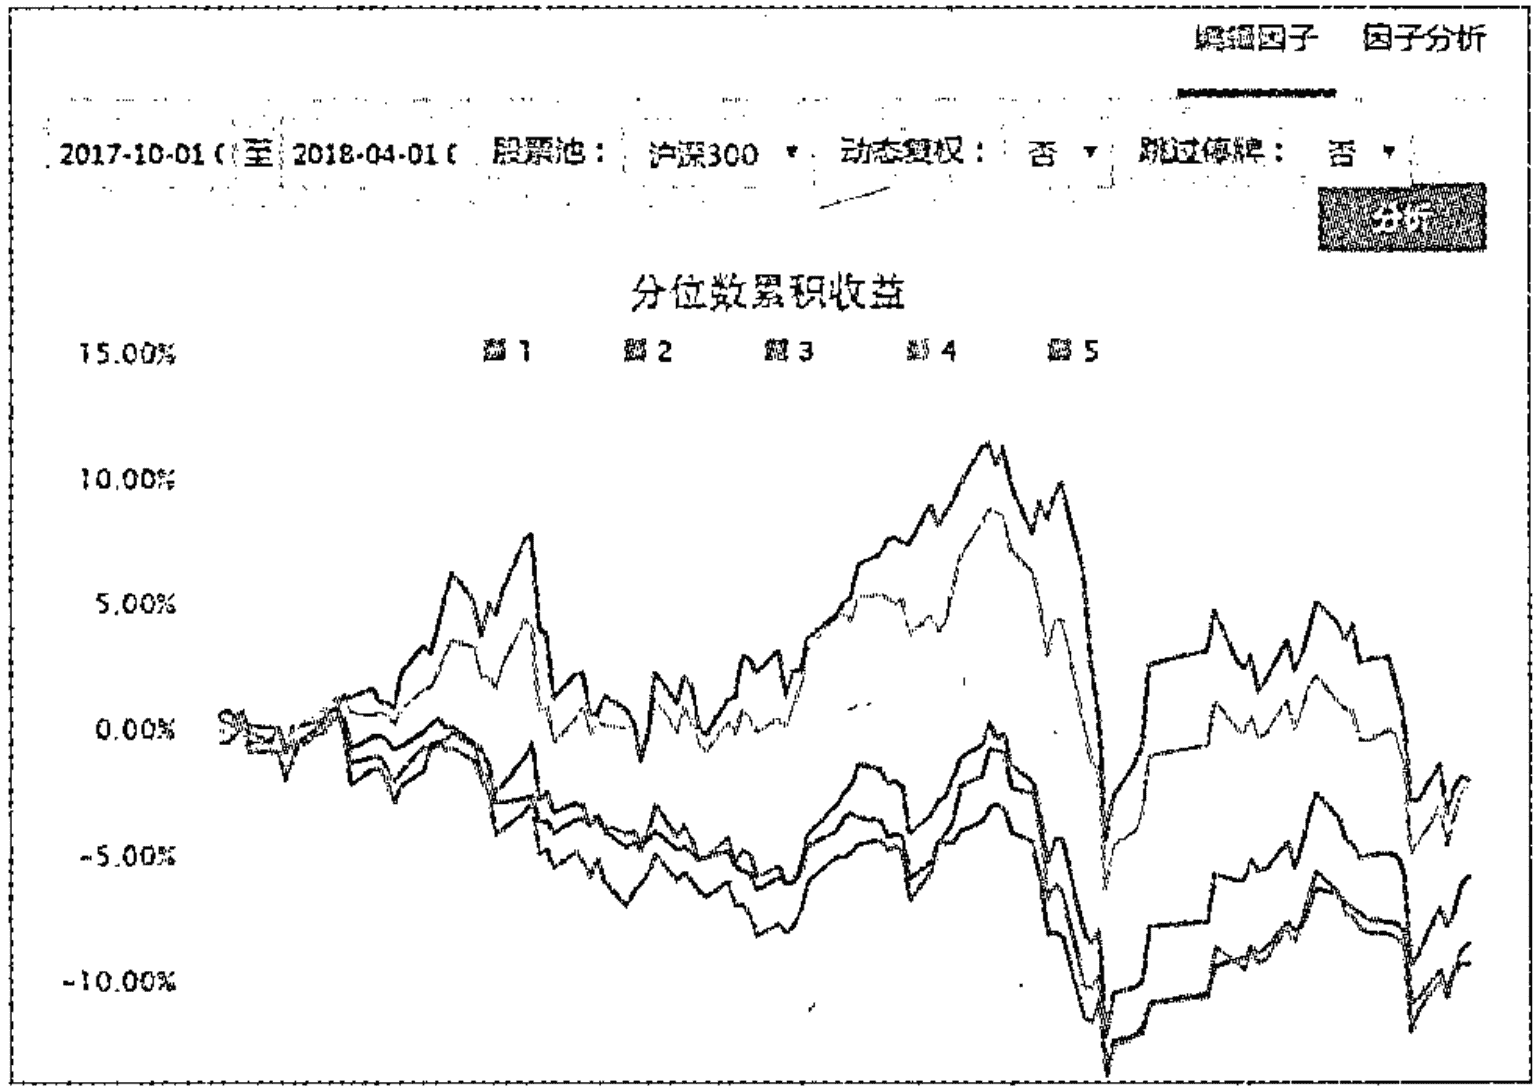 编辑因子 因子分析
2017-10-01 0 至 2018-04-01 0 股票池： 沪深300 ▼ 动态复权： 否 ▼ 跳过停牌： 否 ▼
分析
分位数累积收益
15.00% 1 2 3 4 5
10.00%
5.00%
0.00%
-5.00%
-10.00%